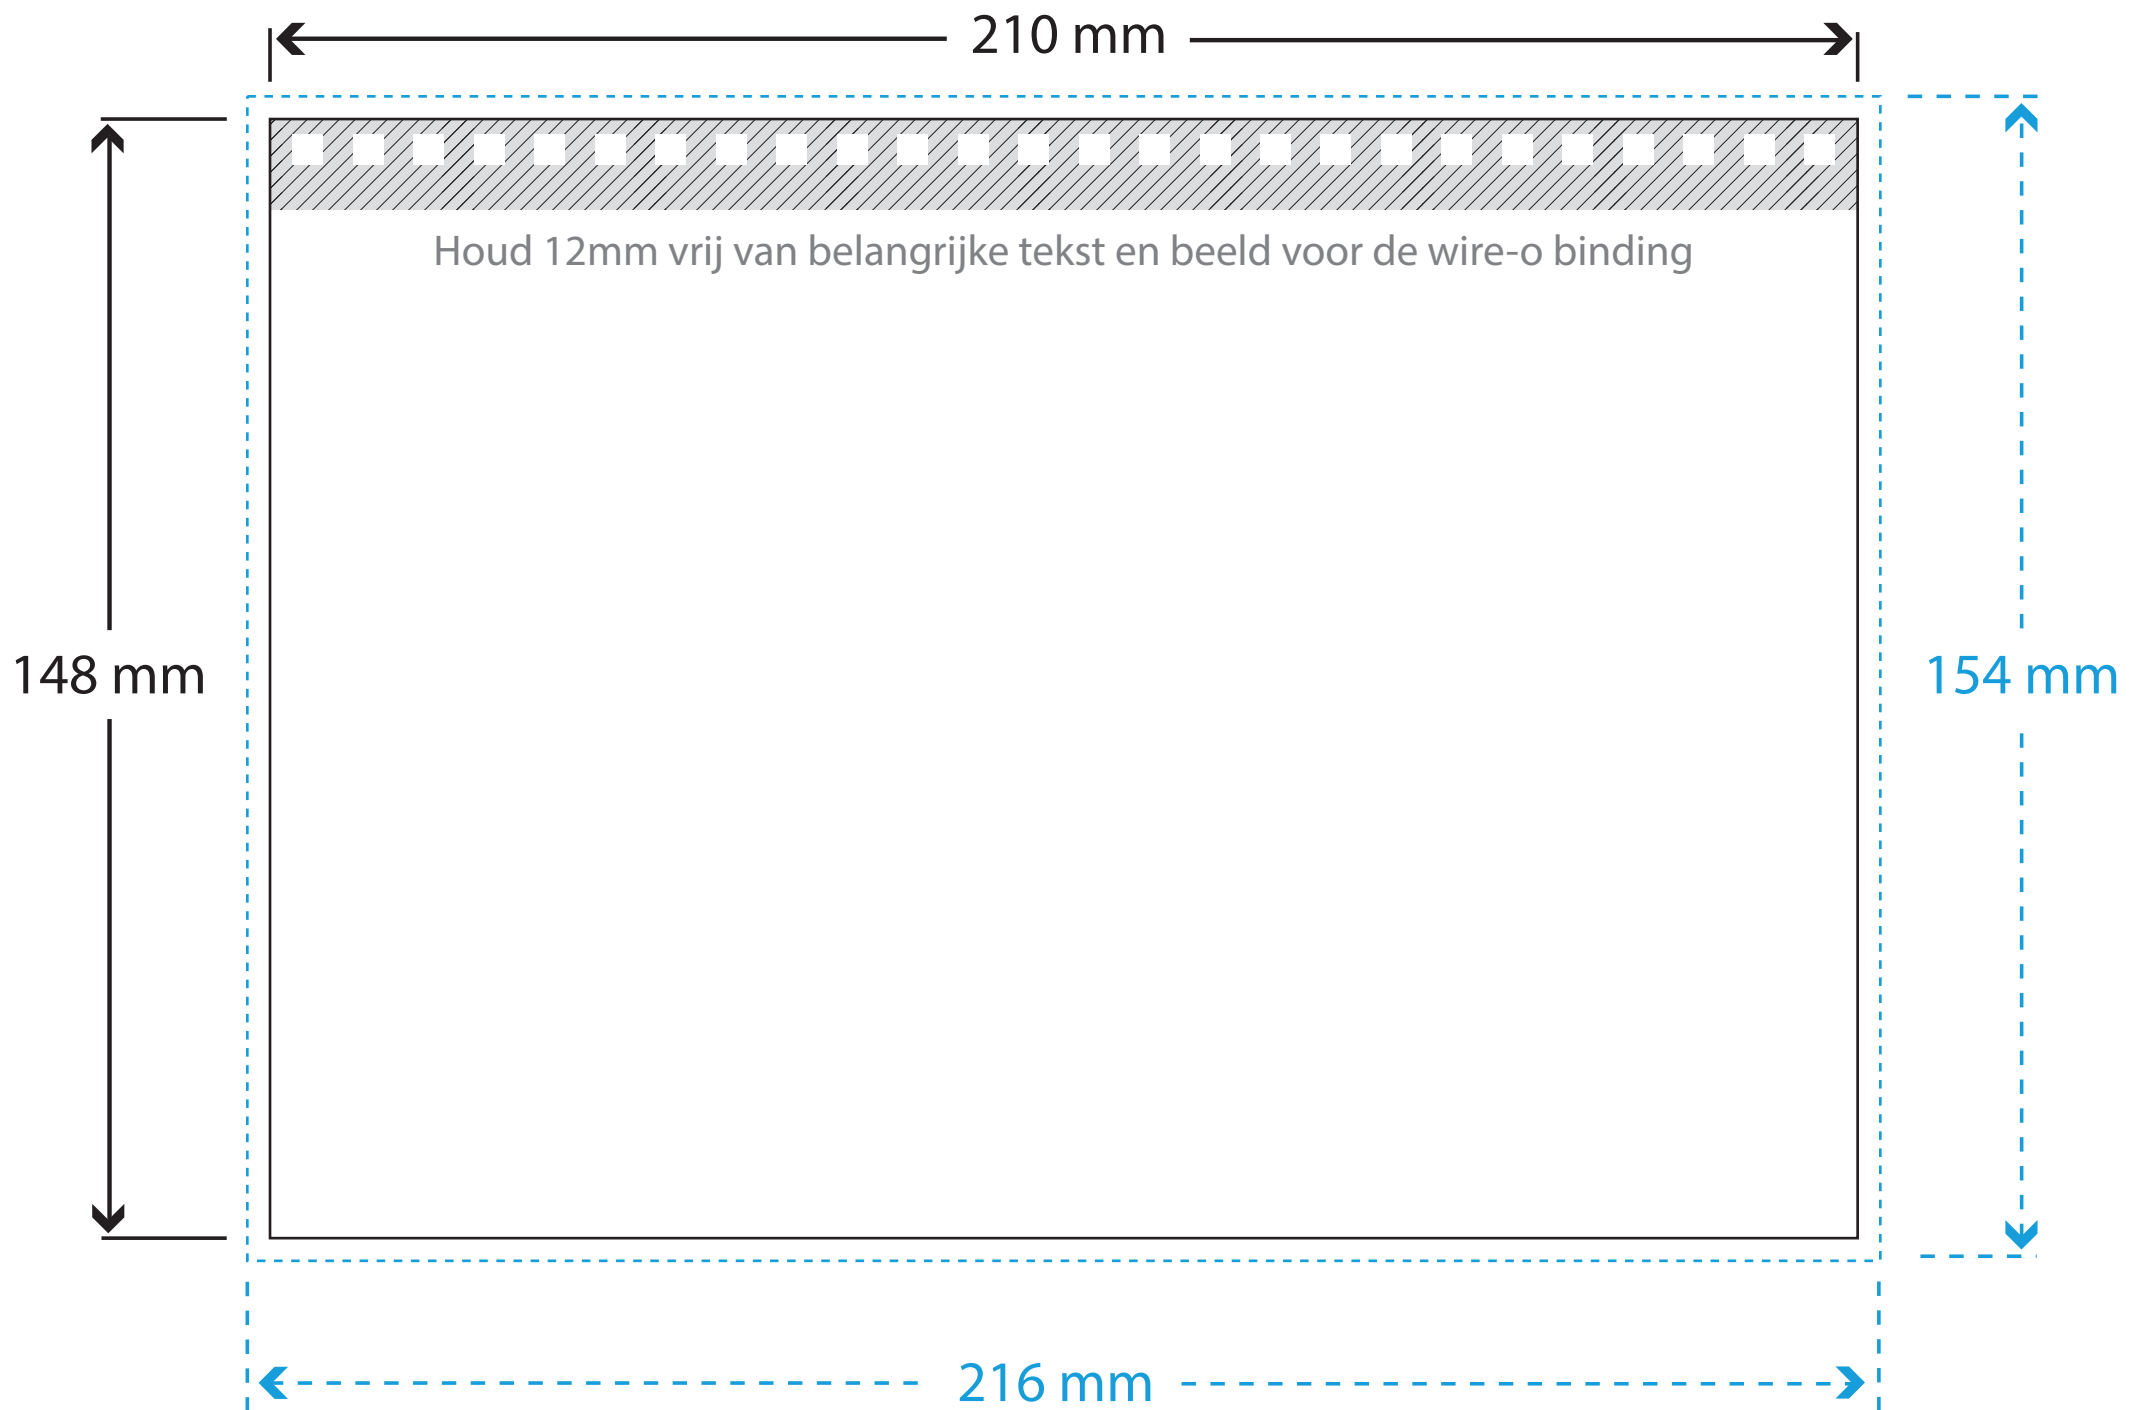 210 mm
Houd 12mm vrij van belangrijke tekst en beeld voor de wire-o binding
148 mm
154 mm
216 mm